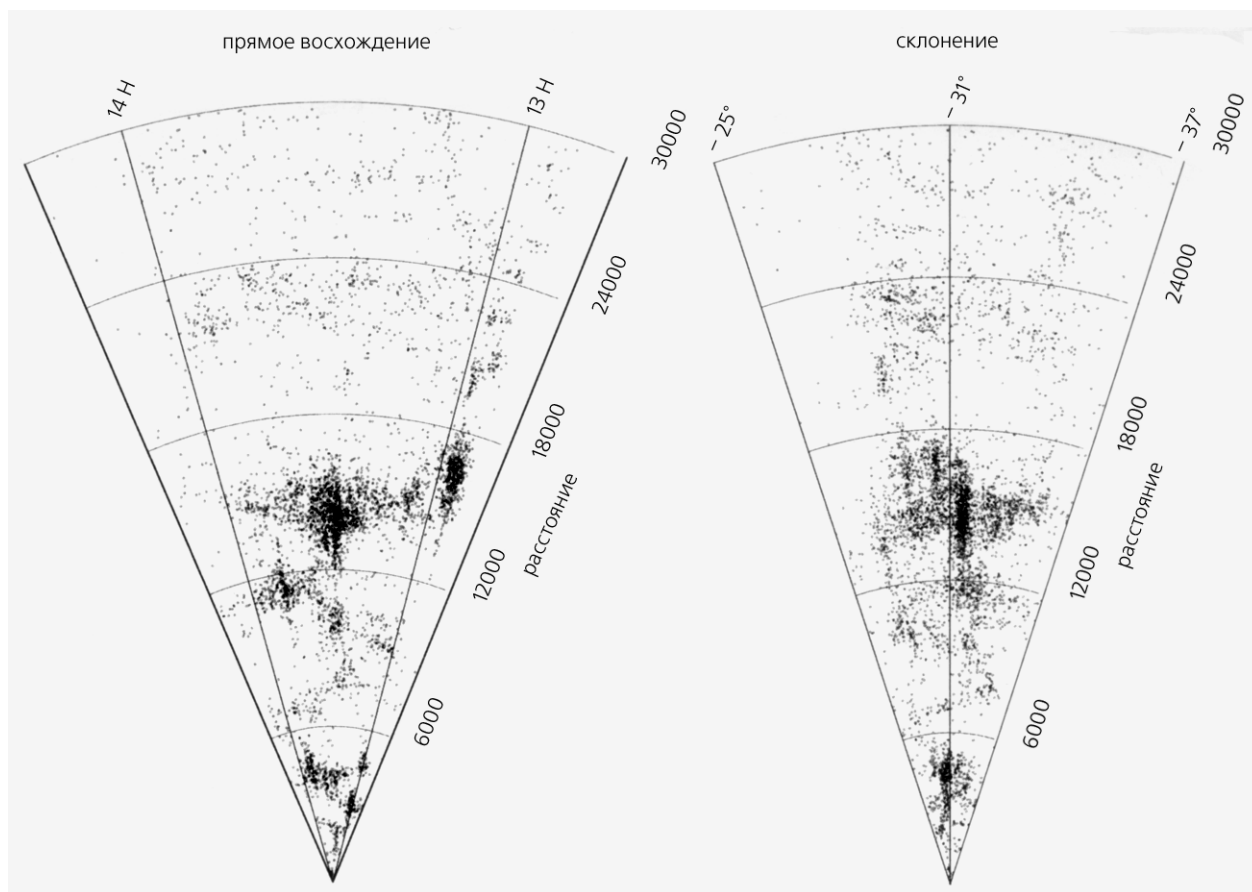 прямое восхождение
14 H
13 H
30000
24000
18000
расстояние
12000
6000
склонение
– 25°
– 31°
– 37°
30000
24000
18000
расстояние
12000
6000